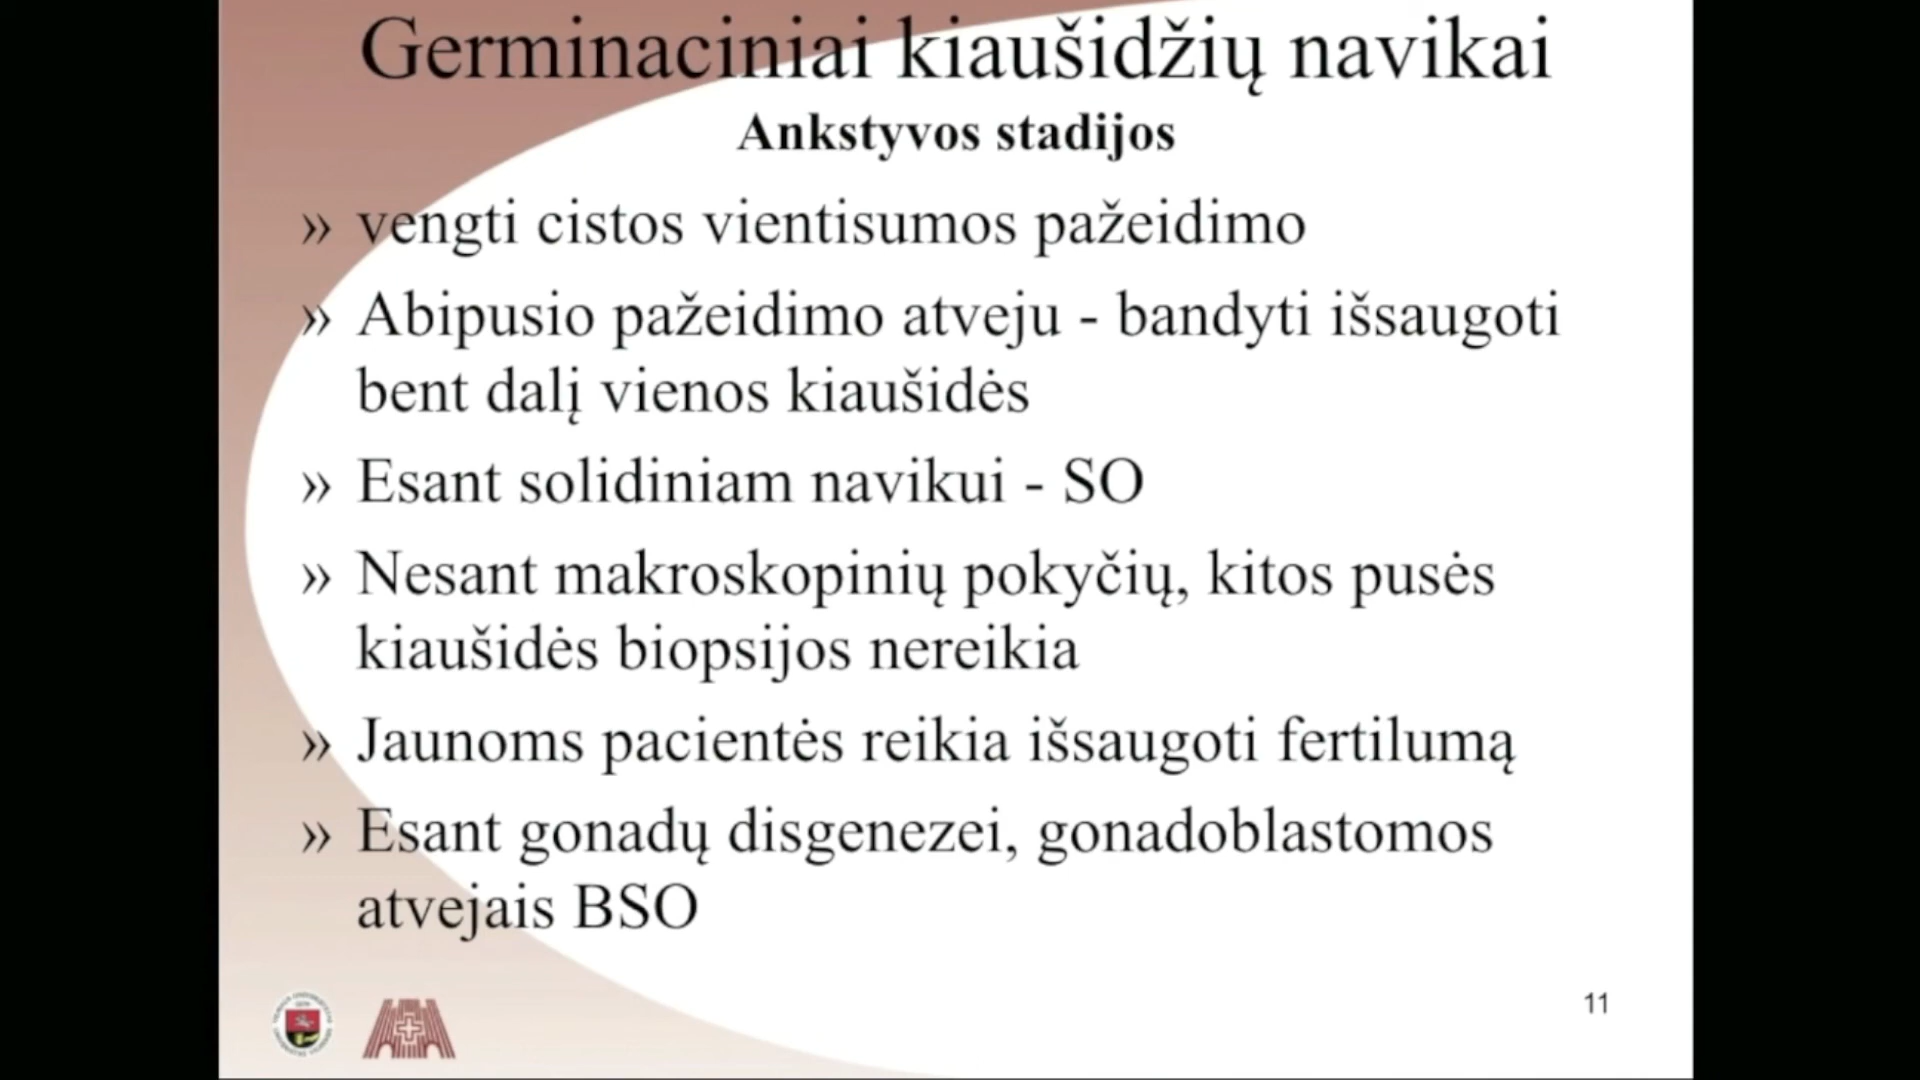 Germinaciniai kiaušidžių navikai
Ankstyvos stadijos
» vengti cistos vientisumos pažeidimo
» Abipusio pažeidimo atveju - bandyti išsaugoti
bent dalį vienos kiaušidės
» Esant solidiniam navikui - SO
» Nesant makroskopinių pokyčių, kitos pusės
kiaušidės biopsijos nereikia
» Jaunoms pacientės reikia išsaugoti fertilumą
» Esant gonadų disgenezei, gonadoblastomos
atvejais BSO
11